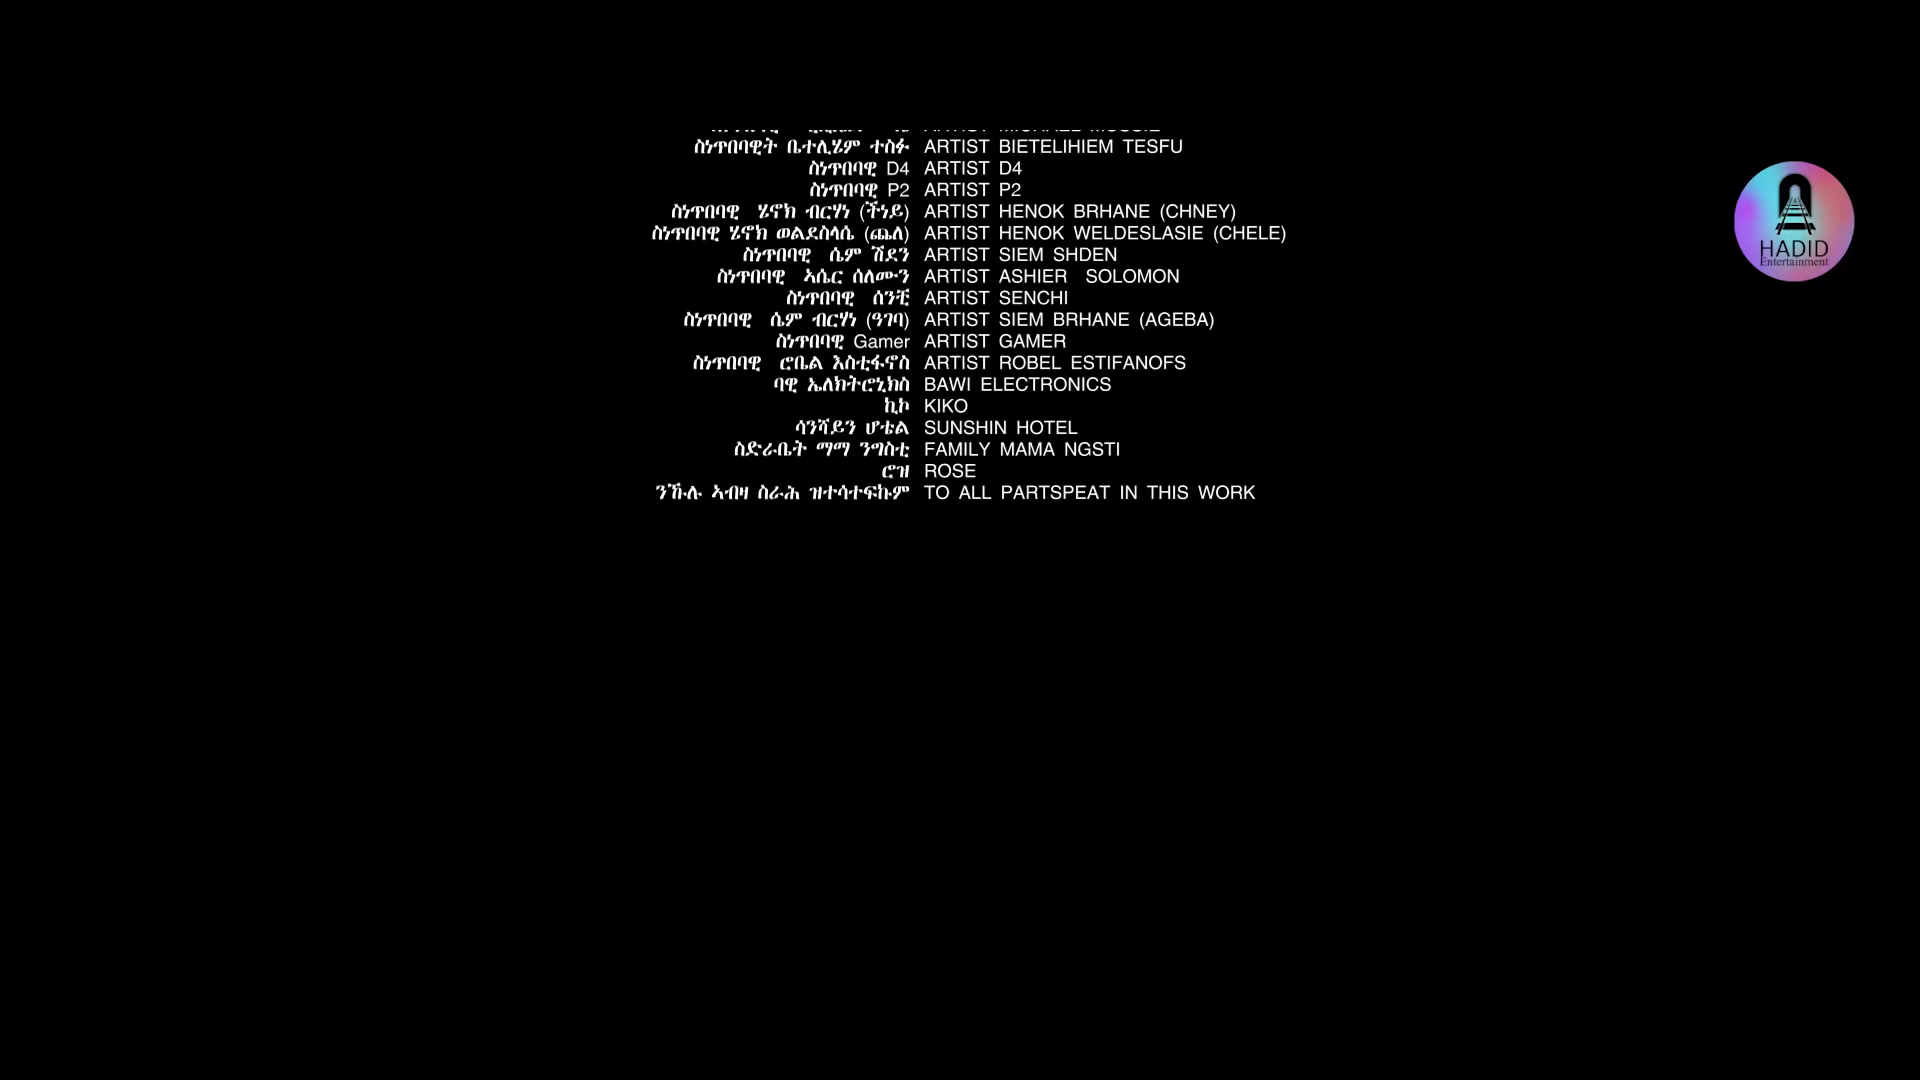 ስነጥበባዊት ቤተሊሄም ተስፉ ARTIST BIETELIHIEM TESFU
ስነጥበባዊ D4 ARTIST D4
ስነጥበባዊ P2 ARTIST P2
ስነጥበባዊ ሄኖክ ብርሃነ (ችነይ) ARTIST HENOK BRHANE (CHNEY)
ስነጥበባዊ ሄኖክ ወልደስላሴ (ጨለ) ARTIST HENOK WELDESLASIE (CHELE)
ስነጥበባዊ ሴም ሽደን ARTIST SIEM SHDEN
ስነጥበባዊ ኣሴር ሰለሙን ARTIST ASHIER SOLOMON
ስነጥበባዊ ሰንቺ ARTIST SENCHI
ስነጥበባዊ ሴም ብርሃነ (ዓገባ) ARTIST SIEM BRHANE (AGEBA)
ስነጥበባዊ Gamer ARTIST GAMER
ስነጥበባዊ ሮቤል እስቲፋኖስ ARTIST ROBEL ESTIFANOFS
ባዊ ኤለክትሮኒክስ BAWI ELECTRONICS
ኪኮ KIKO
ሳንሻይን ሆቴል SUNSHIN HOTEL
ስድራቤት ማማ ንግስቲ FAMILY MAMA NGSTI
ሮዝ ROSE
ንኹሉ ኣብዛ ስራሕ ዝተሳተፍኩም TO ALL PARTSPEAT IN THIS WORK
HADID
Entertainment